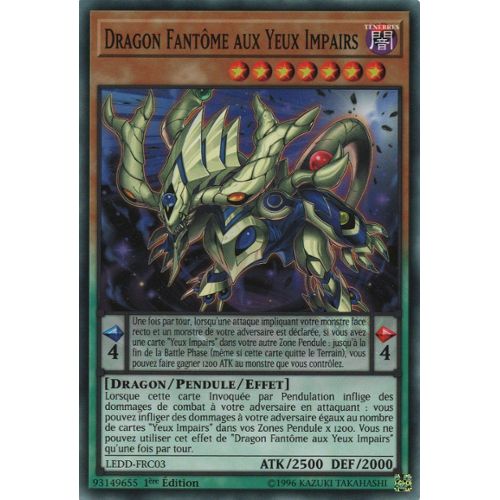 DRAGON FANTÔME AUX YEUX IMPAIRS
TÉNÈBRES
闇
Une fois par tour, lorsqu'une attaque impliquant votre monstre face
recto et un monstre de votre adversaire est déclarée, si vous avez
une carte "Yeux Impairs" dans votre autre Zone Pendule : jusqu'à la
fin de la Battle Phase (même si cette carte quitte le Terrain), vous
pouvez faire gagner 1200 ATK au monstre que vous contrôlez.
4
4
[DRAGON/PENDULE/EFFET]
Lorsque cette carte Invoquée par Pendulation inflige des
dommages de combat à votre adversaire en attaquant : vous
pouvez infliger des dommages à votre adversaire égaux au nombre
de cartes "Yeux Impairs" dans vos Zones Pendule x 1200. Vous ne
pouvez utiliser cet effet de "Dragon Fantôme aux Yeux Impairs"
qu'une fois par tour.
LEDD-FRC03
ATK/2500 DEF/2000
93149655 1ère Édition
©1996 KAZUKI TAKAHASHI